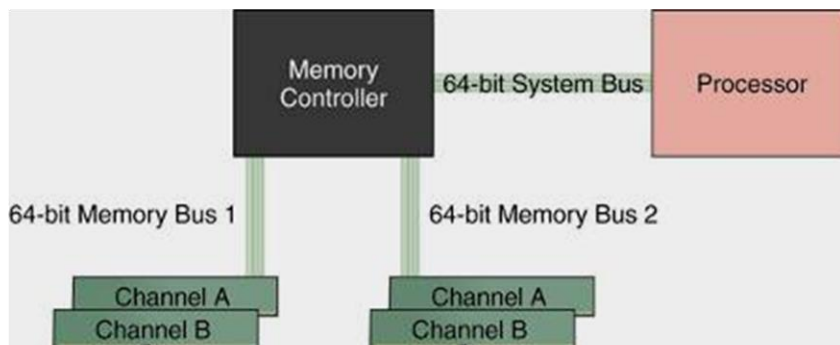 Memory
Controller
64-bit System Bus
Processor
64-bit Memory Bus 1
64-bit Memory Bus 2
Channel A
Channel A
Channel B
Channel B